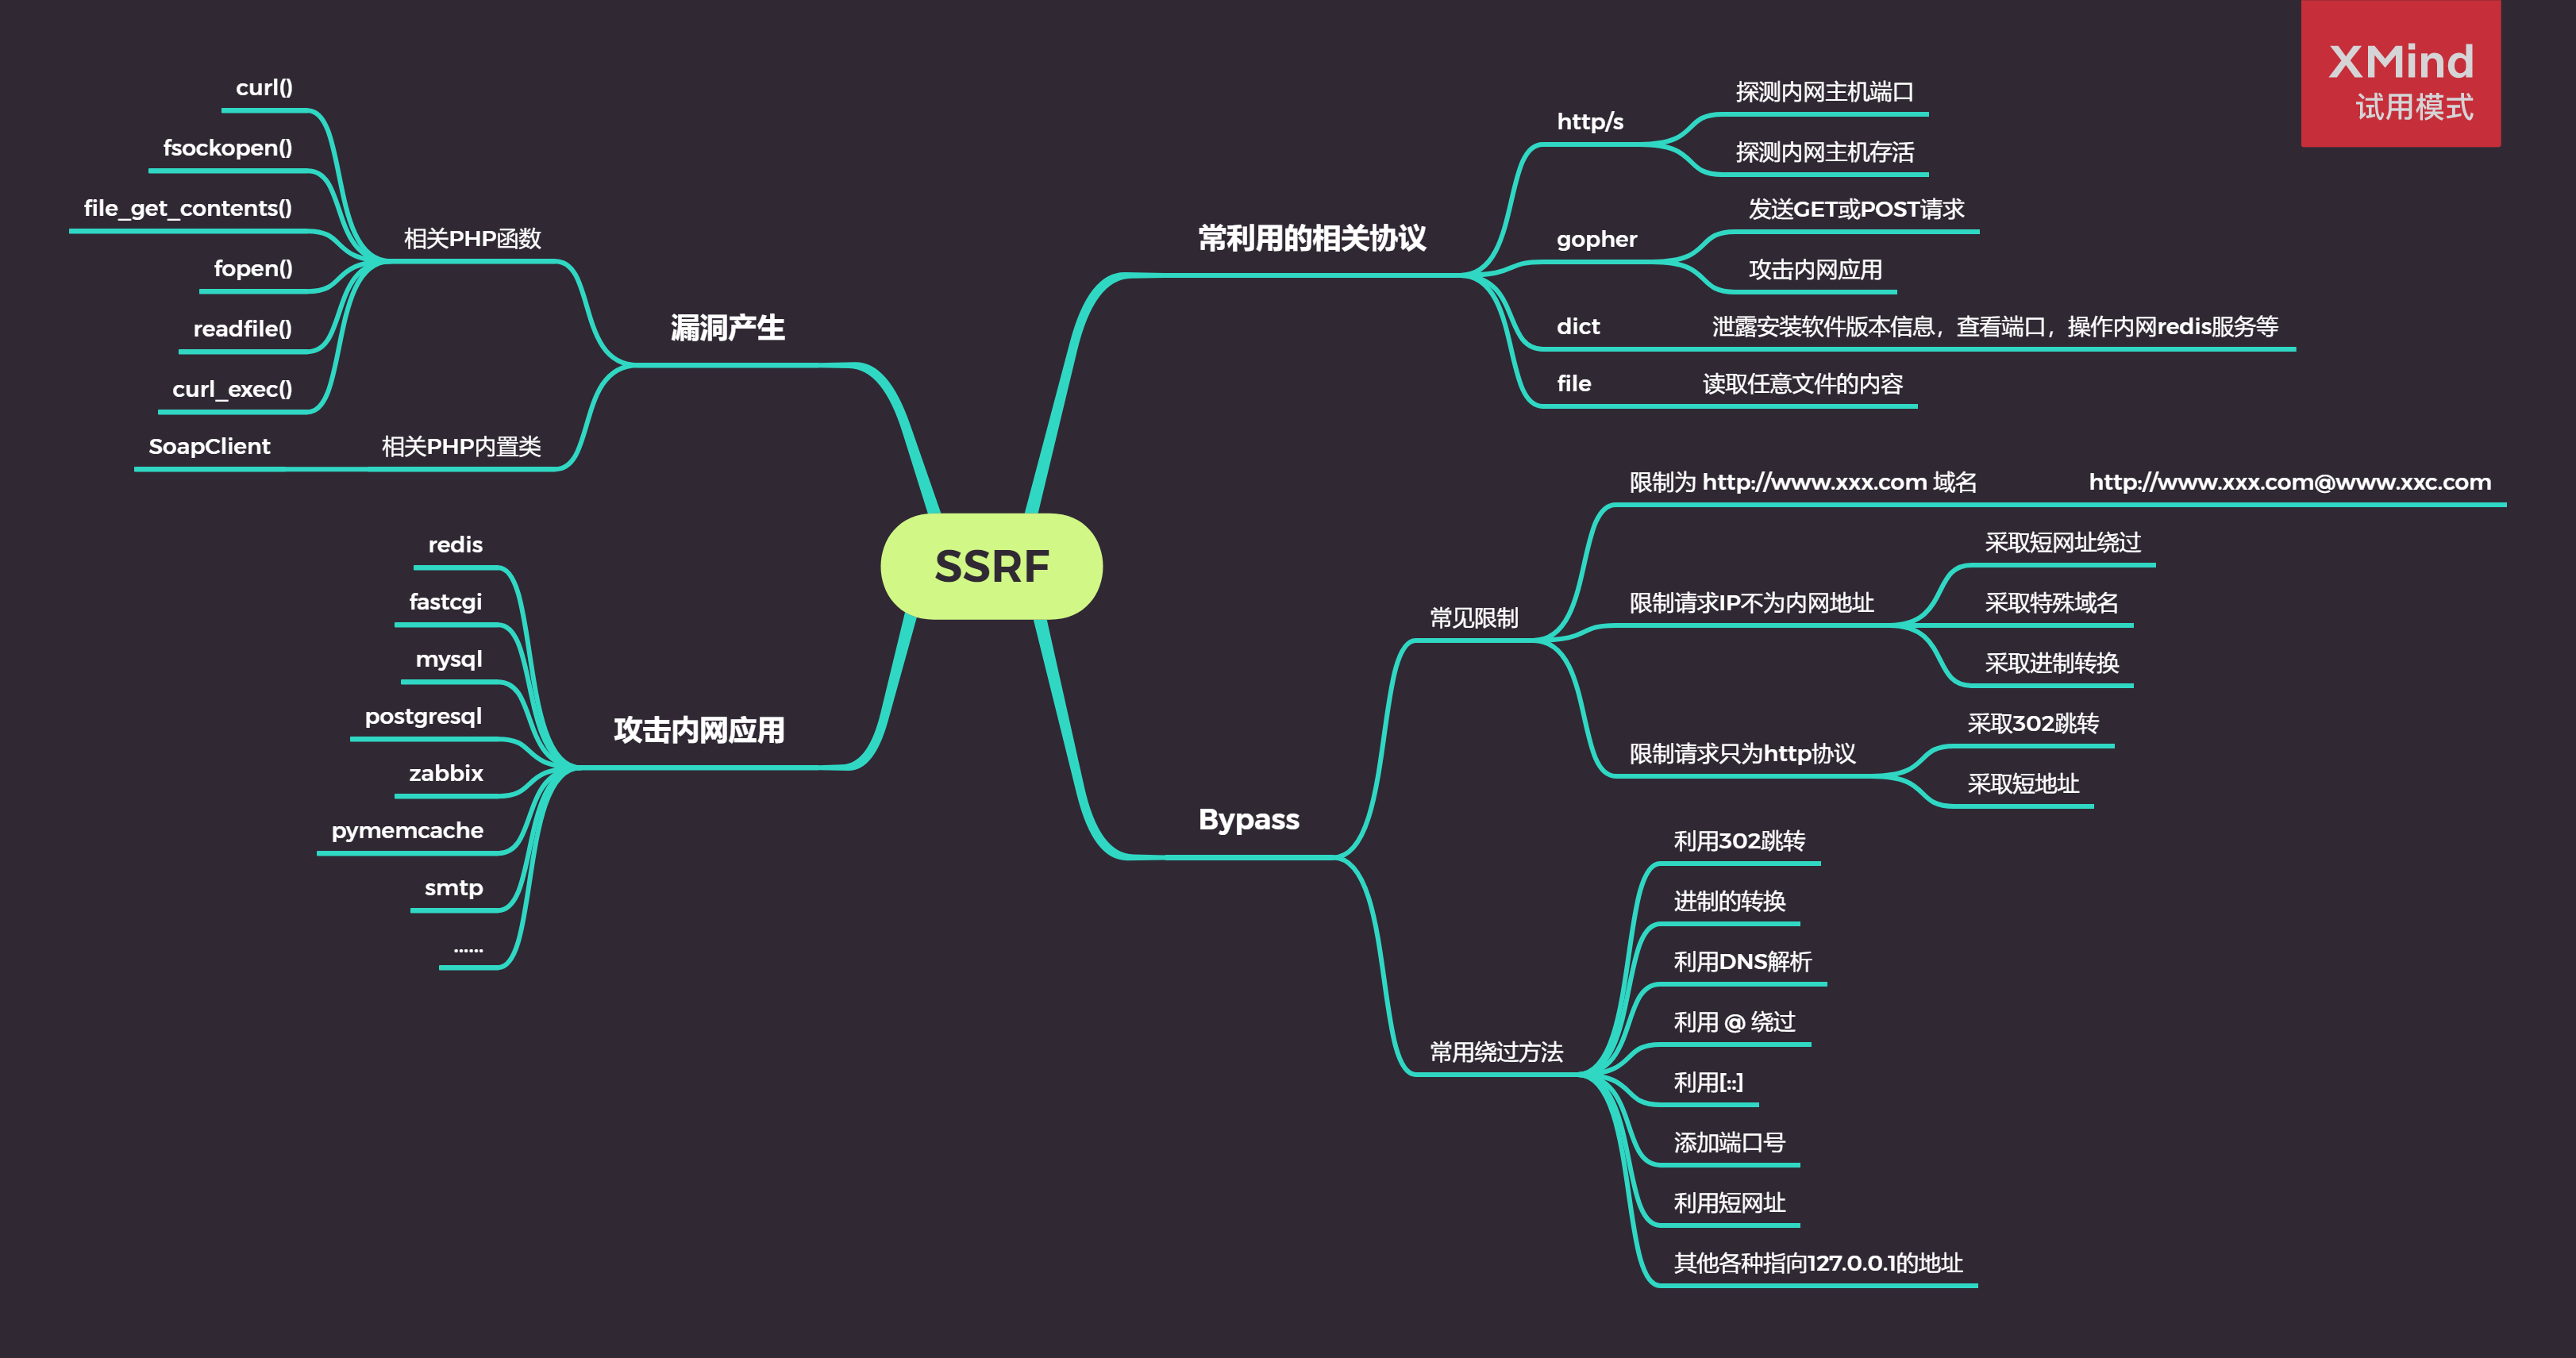 XMind
试用模式
SSRF
常利用的相关协议
http/s
探测内网主机端口
探测内网主机存活
gopher
发送GET或POST请求
攻击内网应用
dict
泄露安装软件版本信息，查看端口，操作内网redis服务等
file
读取任意文件的内容
Bypass
常见限制
限制为 http://www.xxx.com 域名
http://www.xxx.com@www.xxc.com
限制请求IP不为内网地址
采取短网址绕过
采取特殊域名
采取进制转换
限制请求只为http协议
采取302跳转
采取短地址
常用绕过方法
利用302跳转
进制的转换
利用DNS解析
利用 @ 绕过
利用[::]
添加端口号
利用短网址
其他各种指向127.0.0.1的地址
漏洞产生
相关PHP函数
curl()
fsockopen()
file_get_contents()
fopen()
readfile()
curl_exec()
相关PHP内置类
SoapClient
攻击内网应用
redis
fastcgi
mysql
postgresql
zabbix
pymemcache
smtp
......